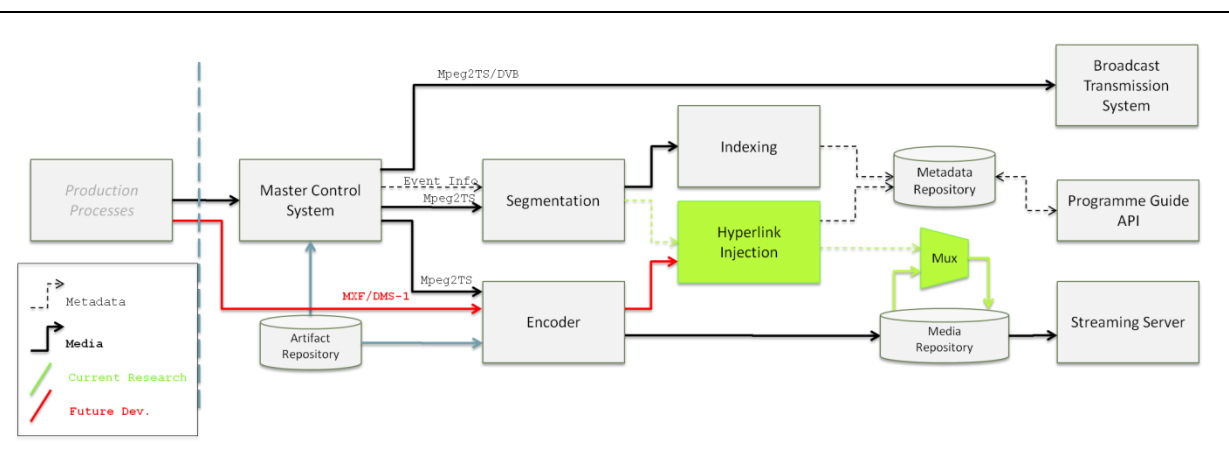 Mpeg2TS/DVB
Broadcast
Transmission
System
Production
Processes
Master Control
System
Event Info
Mpeg2TS
Segmentation
Indexing
Metadata
Repository
Programme Guide
API
Hyperlink
Injection
Mux
Mpeg2TS
MXF/DMS-1
Encoder
Artifact
Repository
Media
Repository
Streaming Server
Metadata
Media
Current Research
Future Dev.